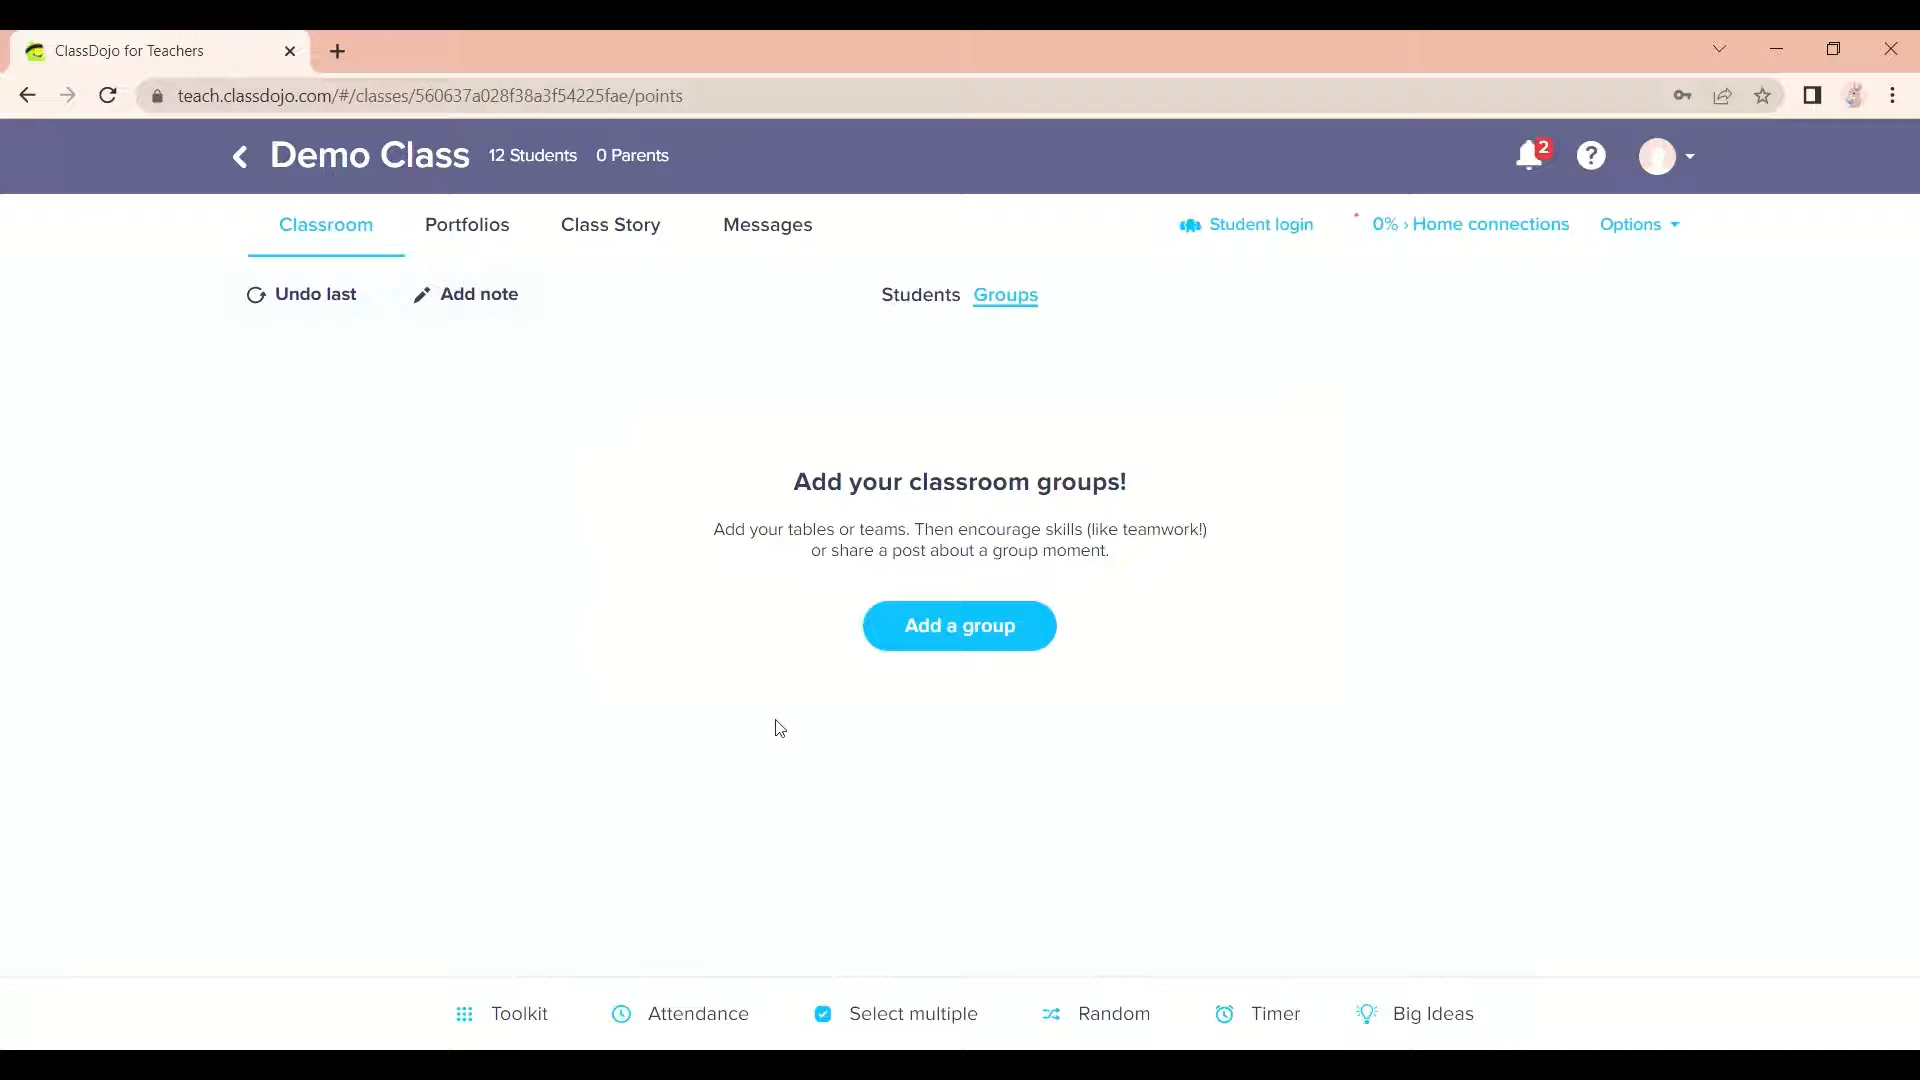 ClassDojo for Teachers
teach.classdojo.com/#/classes/560637a028f38a3f54225fae/points
Demo Class 12 Students 0 Parents
2
Classroom Portfolios Class Story Messages Student login 0% › Home connections Options
Undo last Add note Students Groups
Add your classroom groups!
Add your tables or teams. Then encourage skills (like teamwork!)
or share a post about a group moment.
Add a group
Toolkit Attendance Select multiple Random Timer Big Ideas